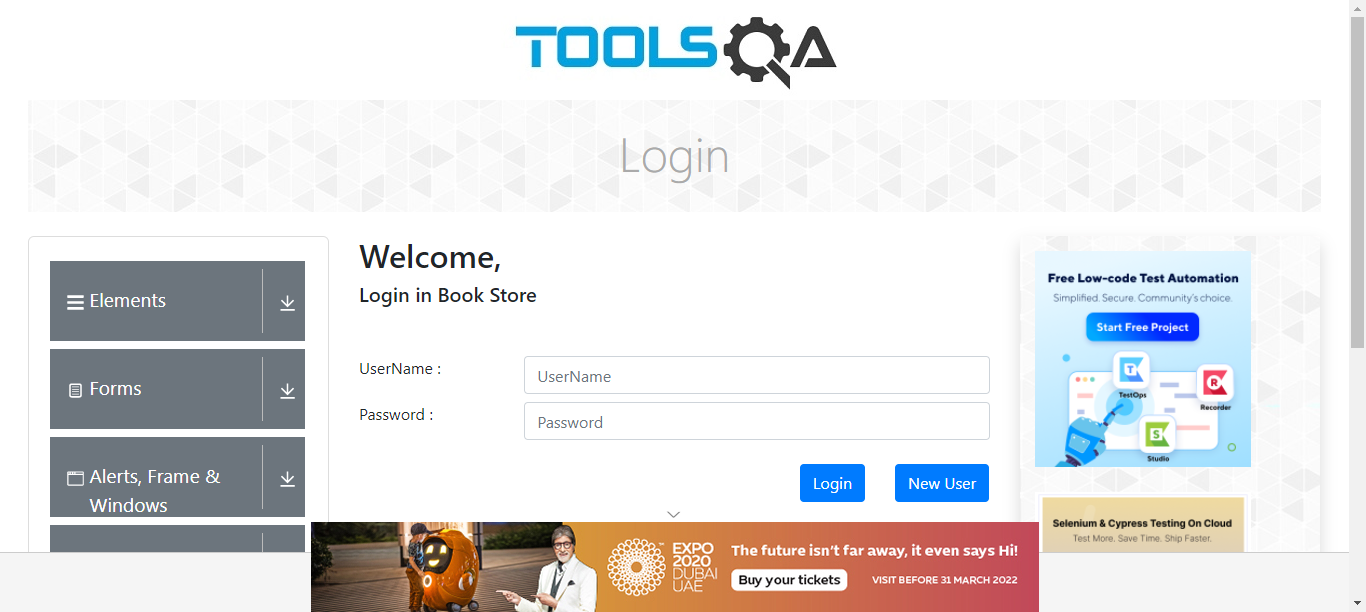 TOOLSQA
Login
Elements
Forms
Alerts, Frame &
Windows
Welcome,
Login in Book Store
UserName :
UserName
Password :
Password
Login
New User
Free Low-code Test Automation
Simplified. Secure. Community's choice.
Start Free Project
TestOps
Recorder
Studio
Selenium & Cypress Testing On Cloud
Test More. Save Time. Ship Faster.
EXPO
2020
DUBAI
UAE
The future isn't far away, it even says Hi!
Buy your tickets
VISIT BEFORE 31 MARCH 2022